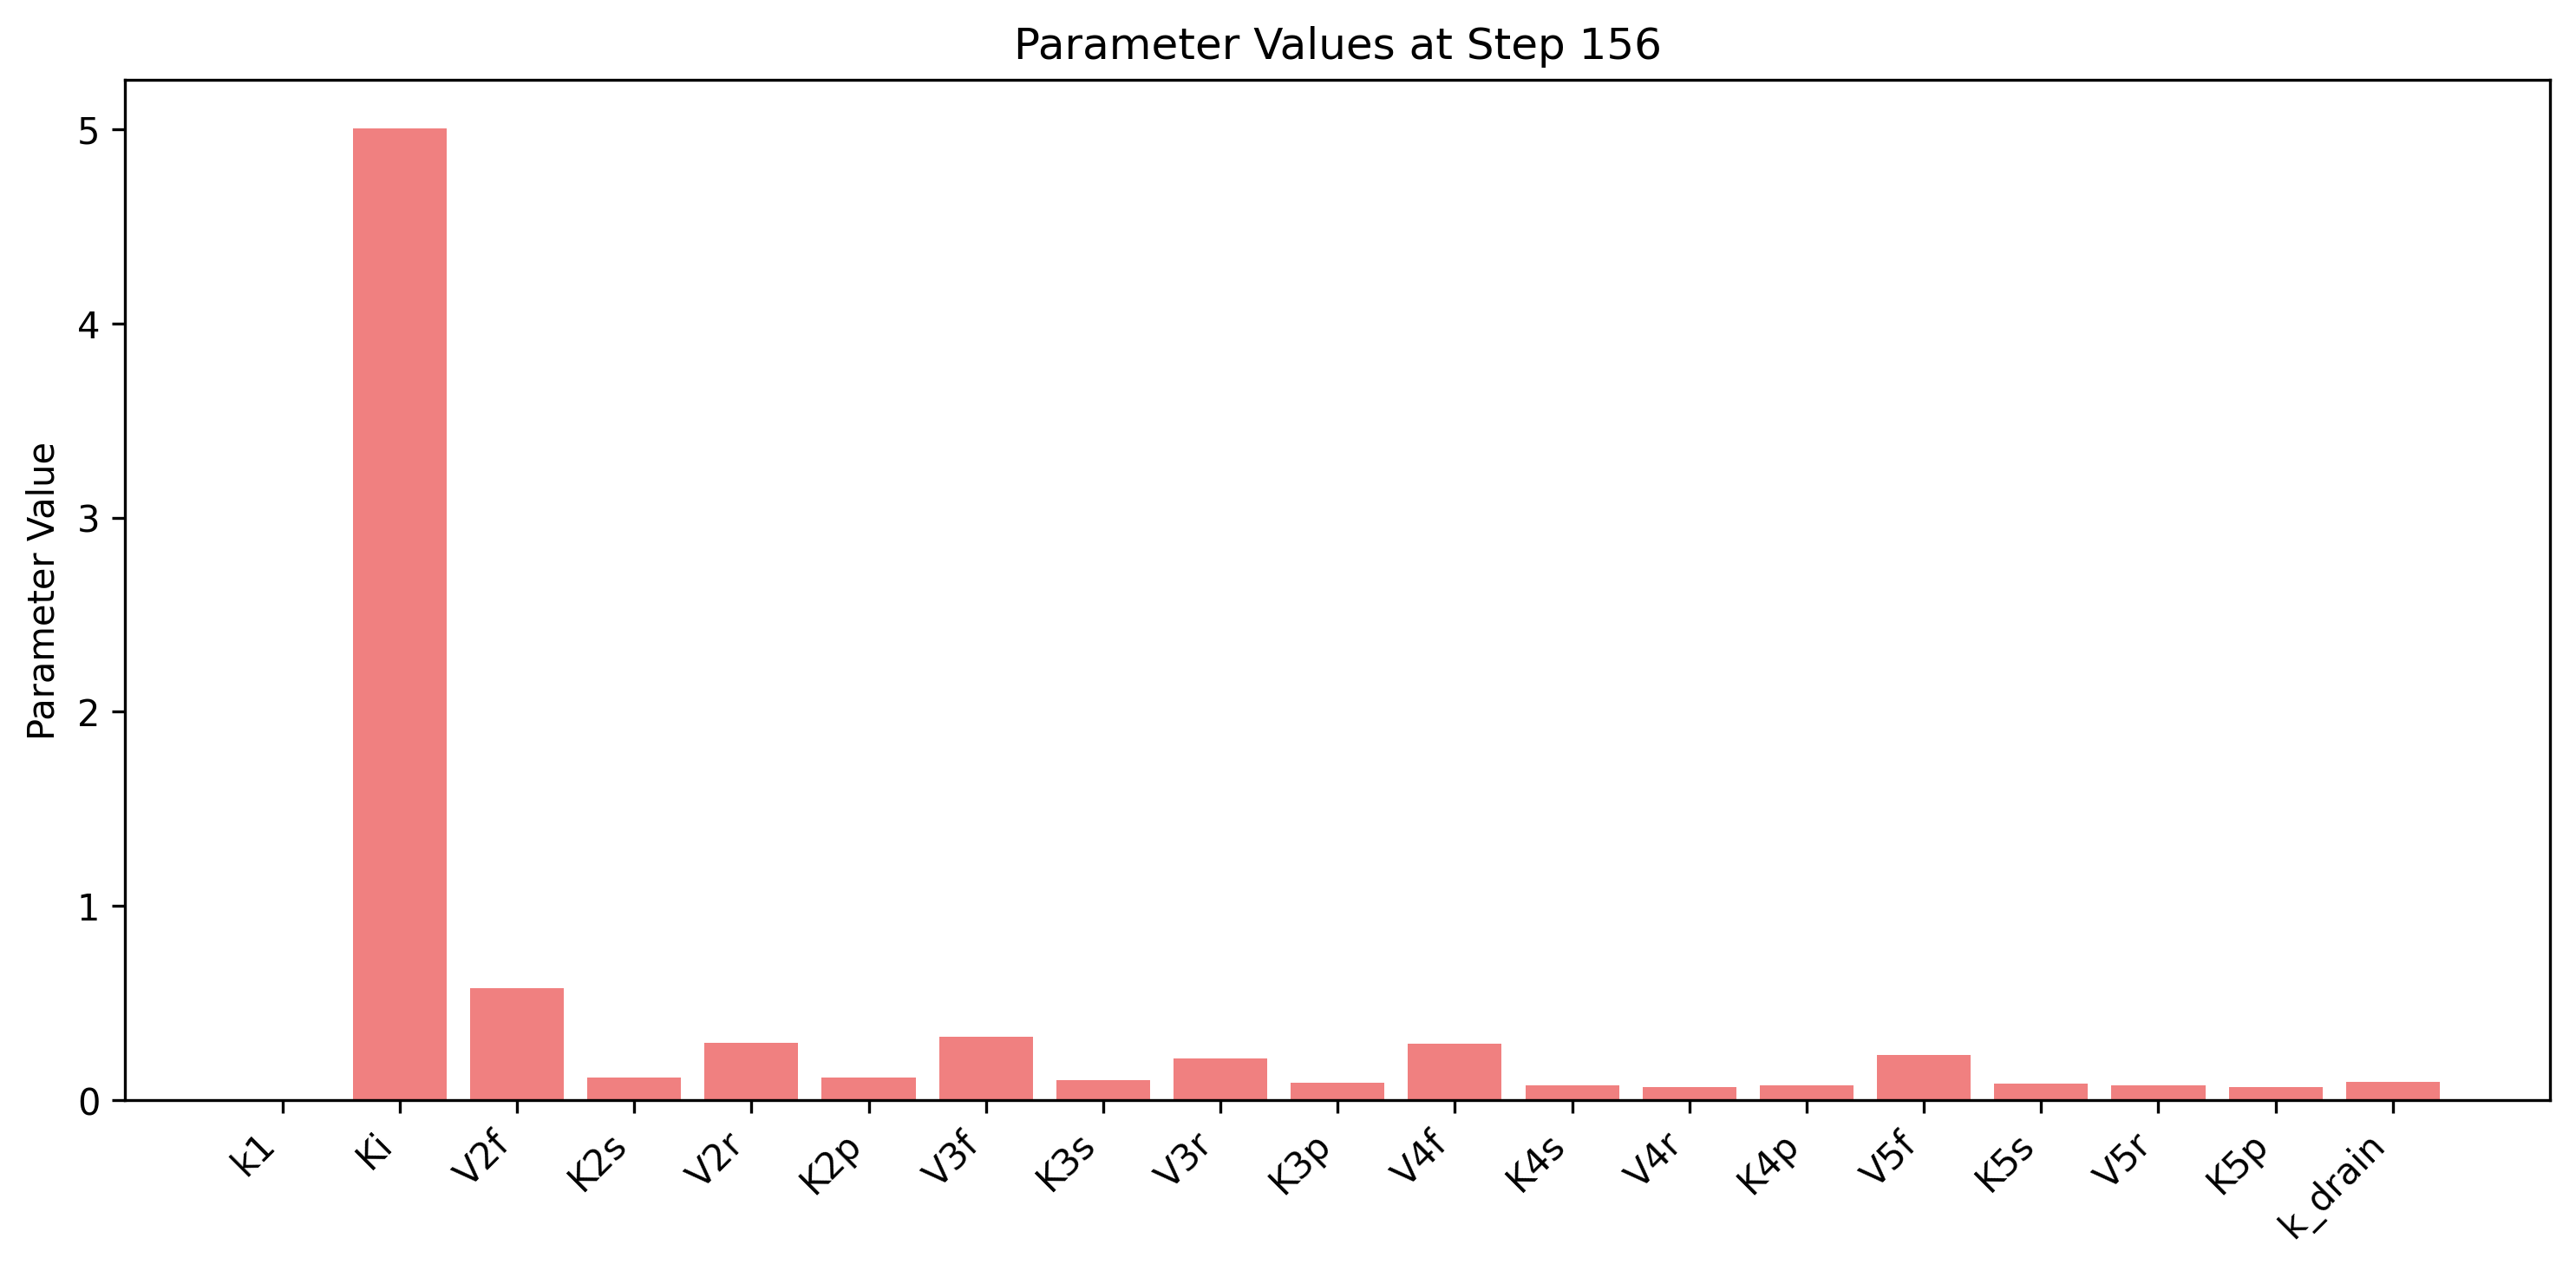 Parameter Values at Step 156
Parameter Value
5
4
3
2
1
0
k1
Ki
V2f
K2s
V2r
K2p
V3f
K3s
V3r
K3p
V4f
K4s
V4r
K4p
V5f
K5s
V5r
K5p
k_drain